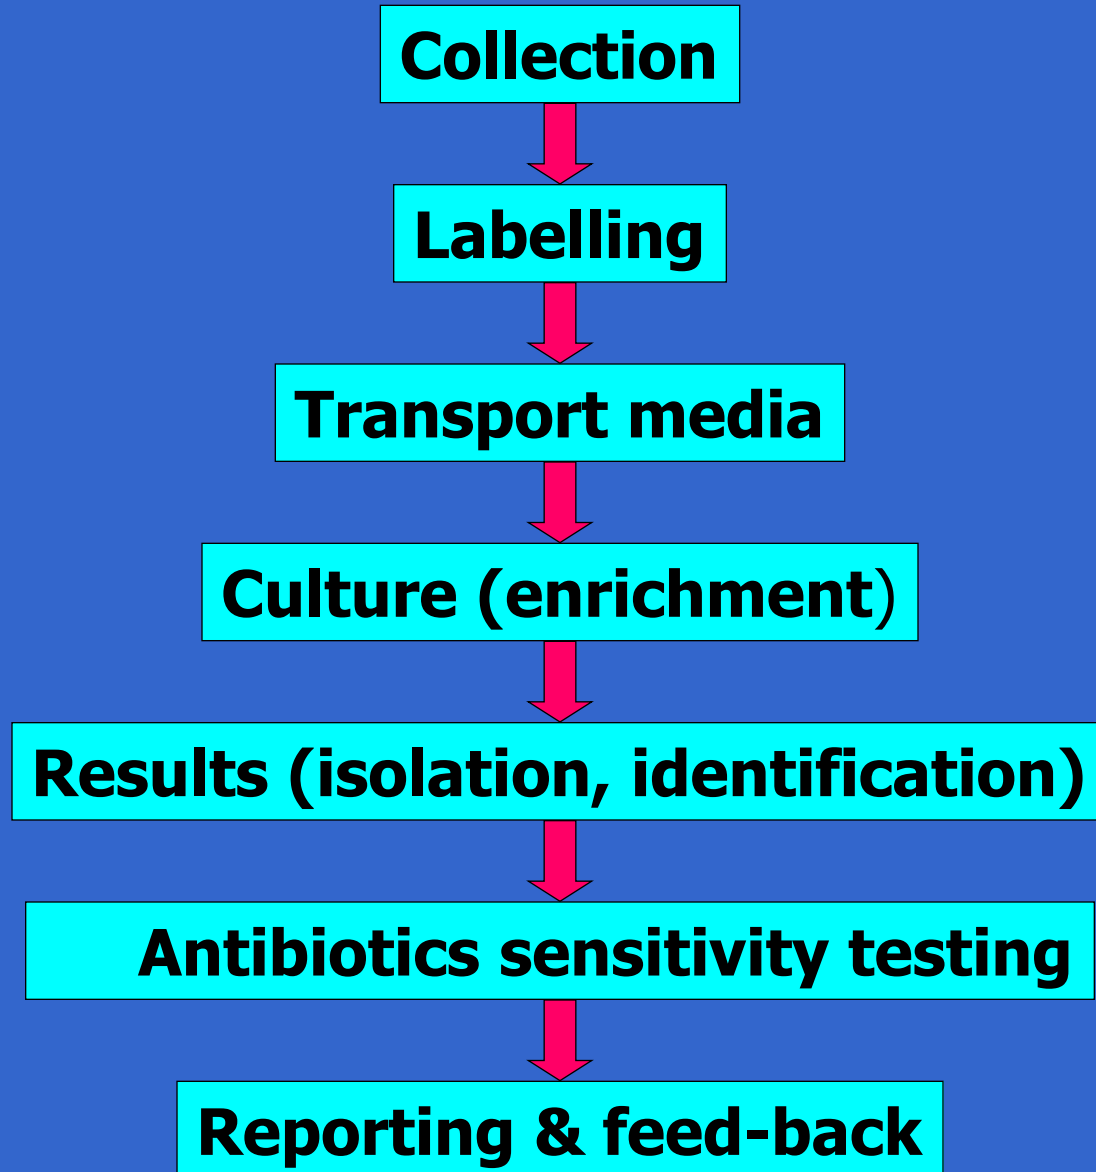 Collection
Labelling
Transport media
Culture (enrichment)
Results (isolation, identification)
Antibiotics sensitivity testing
Reporting & feed-back